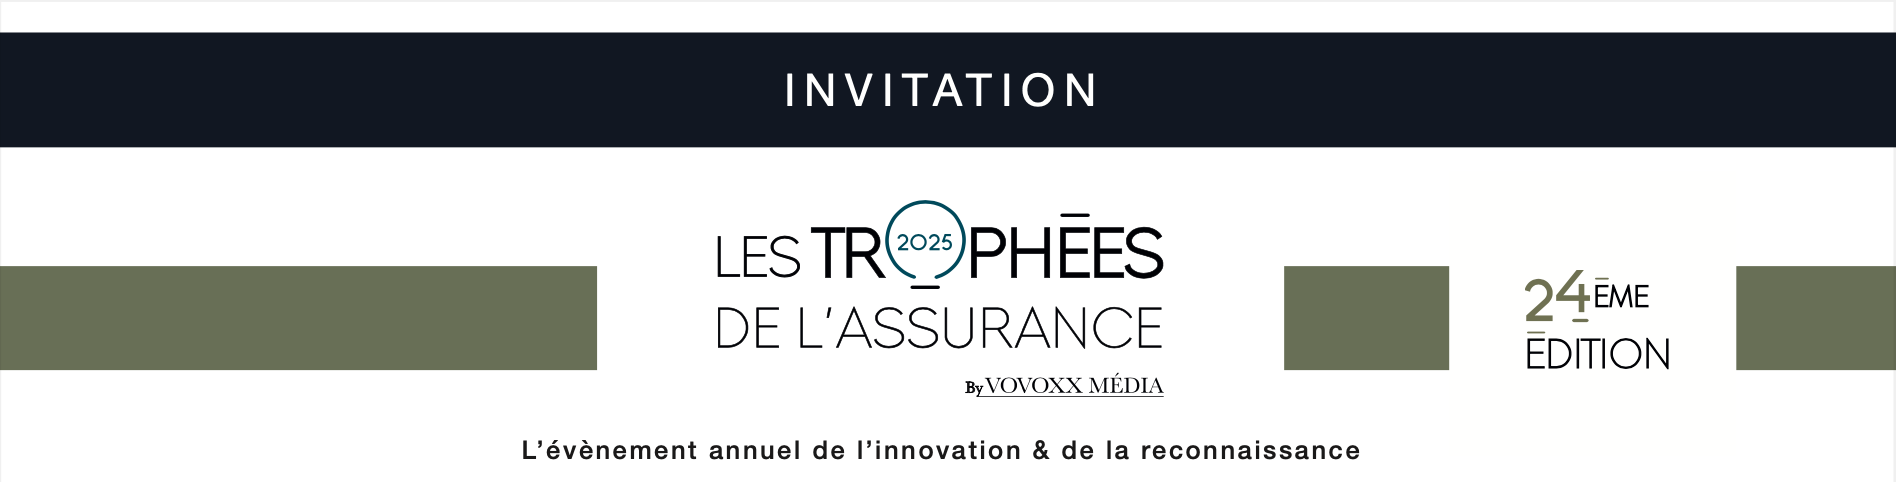 INVITATION
LES TROPHÉES
2025
DE L’ASSURANCE
By VOVOXX MÉDIA
24ÈME
ÉDITION
L’évènement annuel de l’innovation & de la reconnaissance